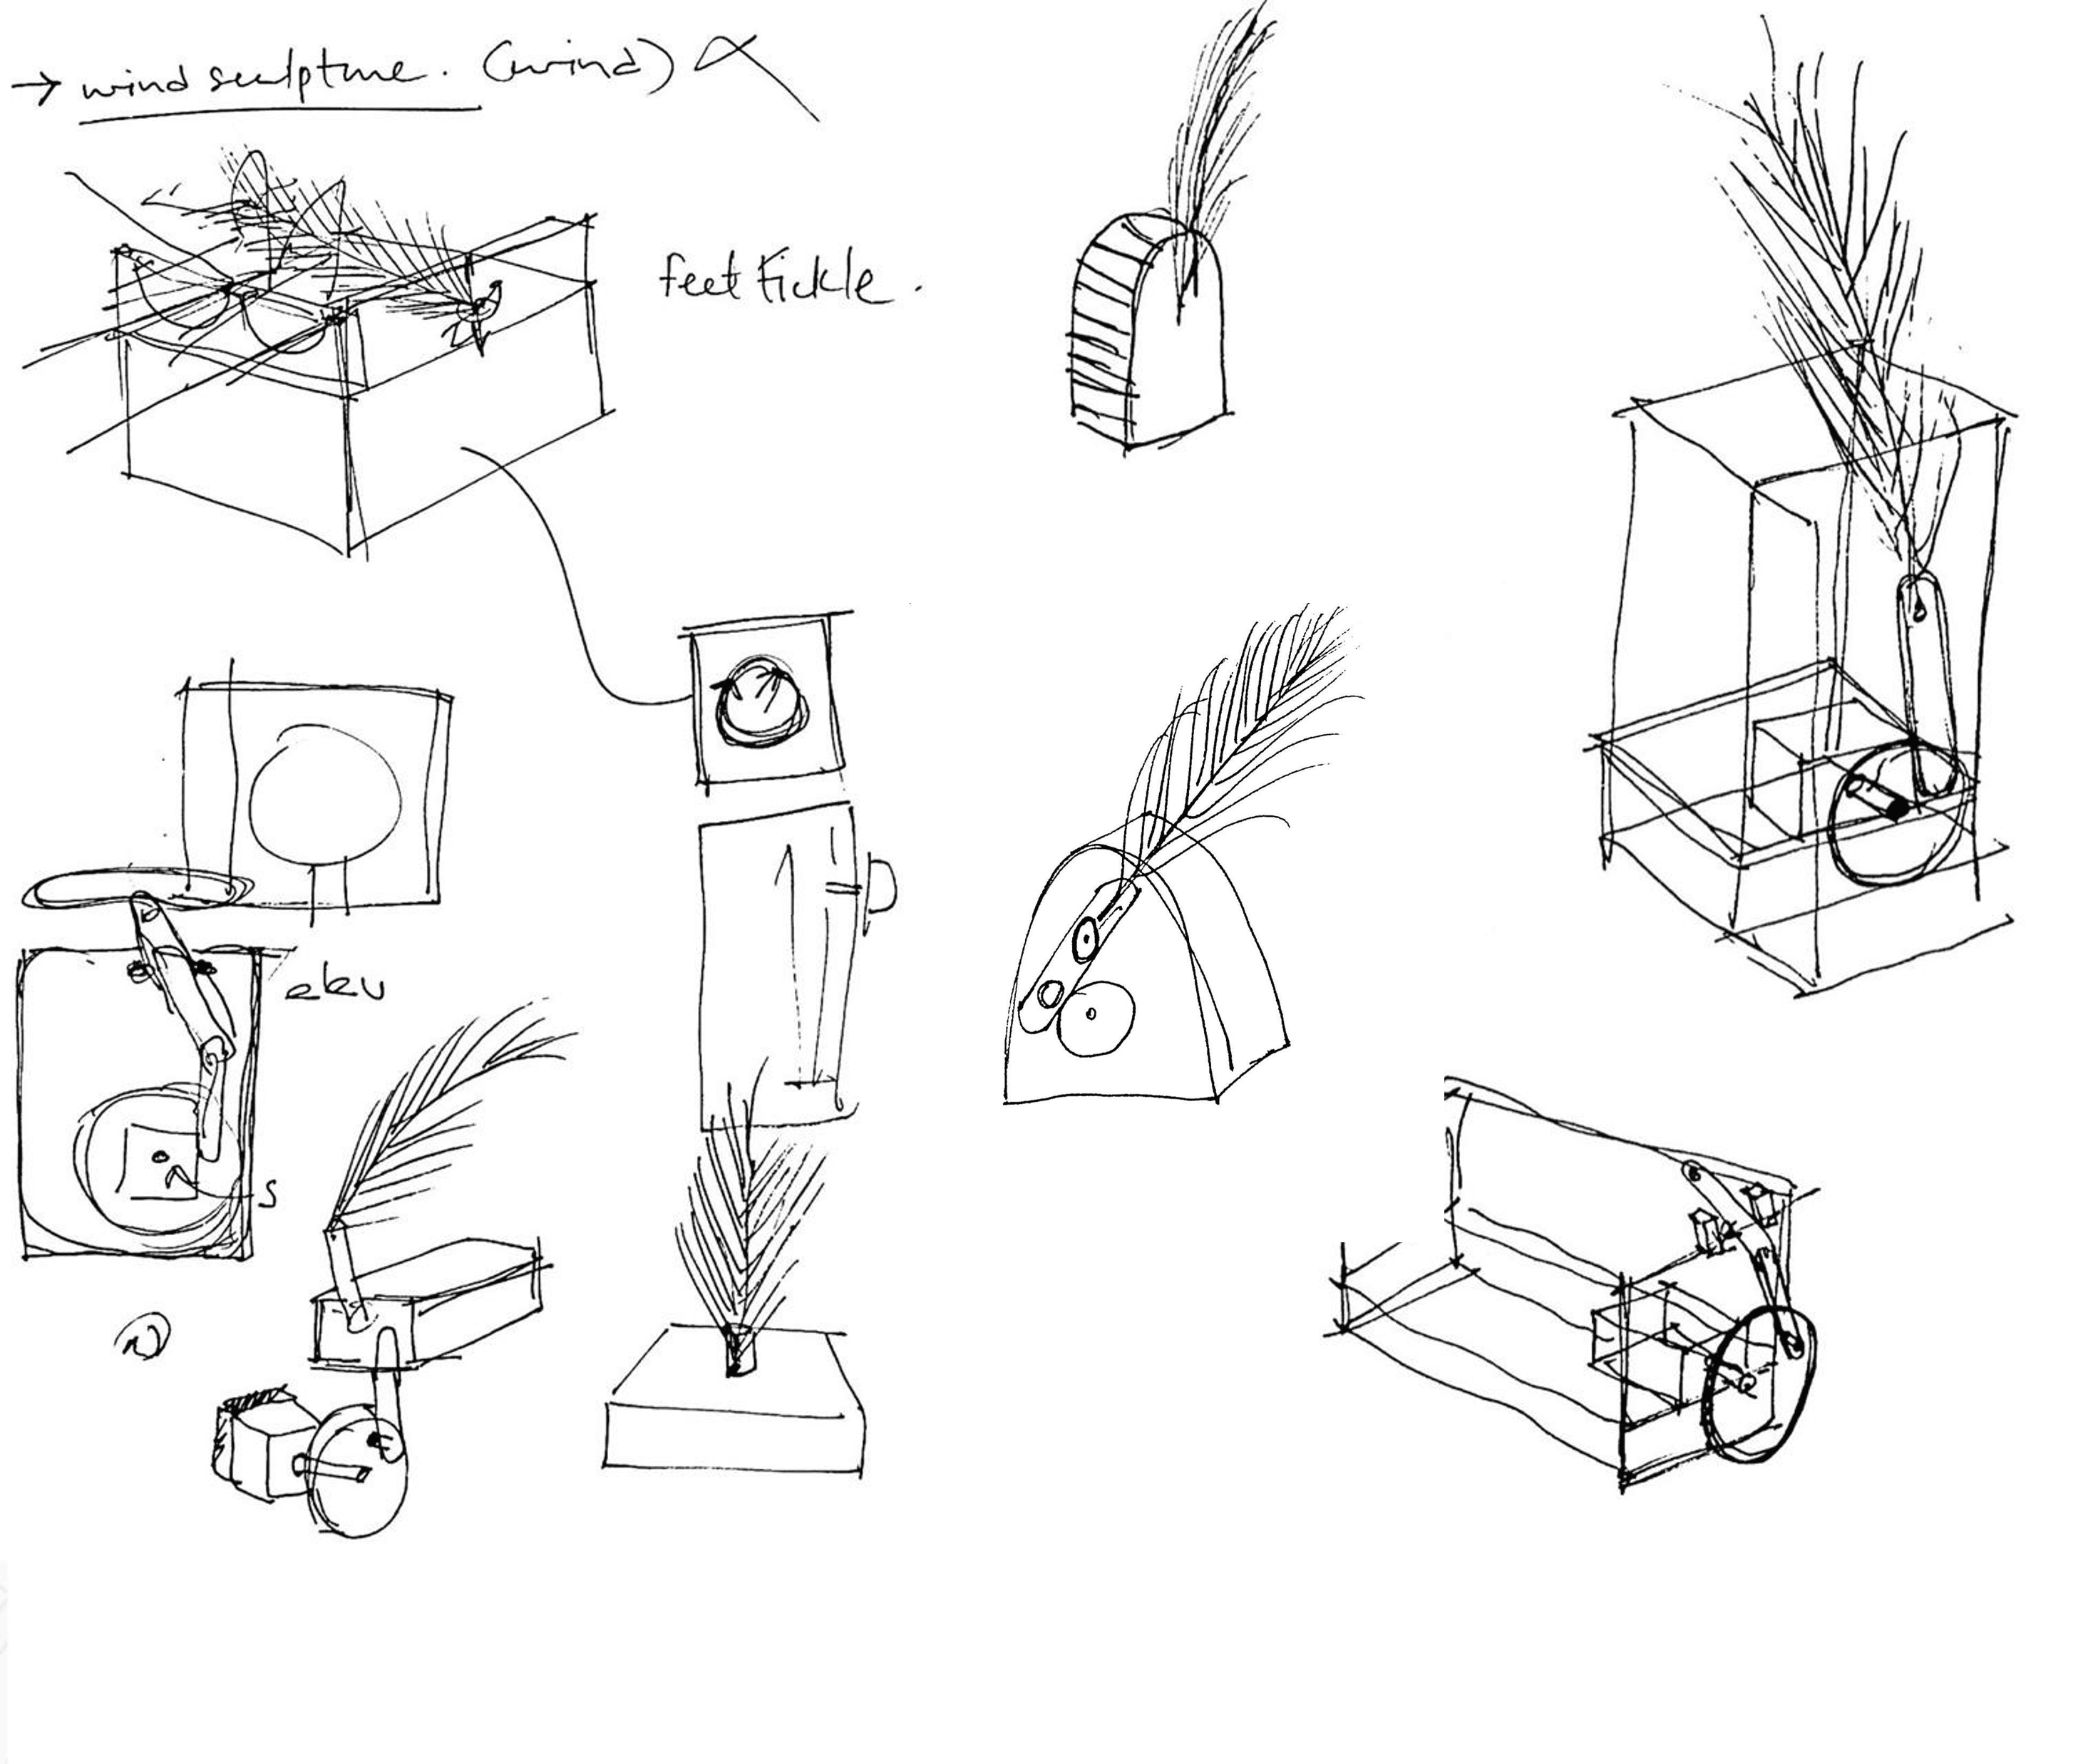 → wind sculpture. (wind)
feet tickle.
s